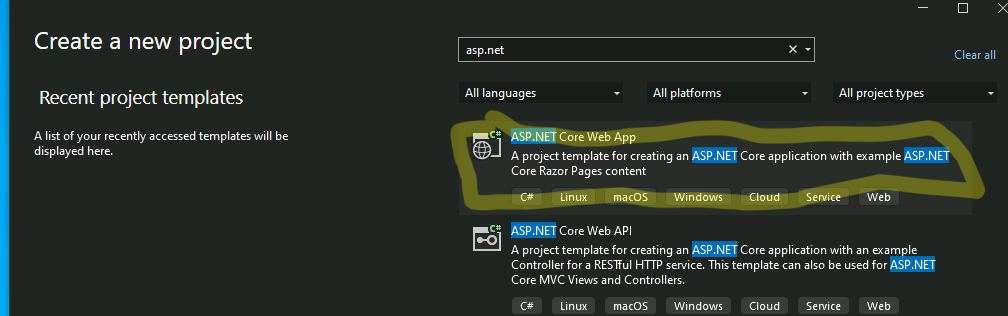 Create a new project
asp.net
Clear all
Recent project templates
All languages
All platforms
All project types
A list of your recently accessed templates will
be displayed here.
C#
ASP.NET Core Web App
A project template for creating an ASP.NET Core application with example ASP.NET
Core Razor Pages content
C# Linux macOS Windows Cloud Service Web
C#
ASP.NET Core Web API
A project template for creating an ASP.NET Core application with an example
Controller for a RESTful HTTP service. This template can also be used for ASP.NET
Core MVC Views and Controllers.
C# Linux macOS Windows Cloud Service Web